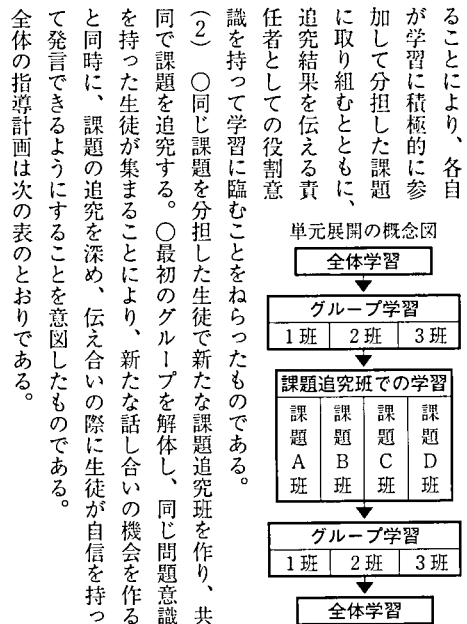 ることにより、各自
が学習に積極的に参
加して分担した課題
に取り組むとともに、
追究結果を伝える責
任者としての役割意
識を持って学習に臨むことをねらったものである。
(2) ○同じ課題を分担した生徒で新たな課題追究班を作り、共
同で課題を追究する。○最初のグループを解体し、同じ問題意識
を持った生徒が集まることにより、新たな話し合いの機会を作る
と同時に、課題の追究を深め、伝え合いの際に生徒が自信を持っ
て発言できるようにすることを意図したものである。
全体の指導計画は次の表のとおりである。
単元展開の概念図
全体学習
グループ学習
1班 2班 3班
課題追究班での学習
課題A班 課題B班 課題C班 課題D班
グループ学習
1班 2班 3班
全体学習